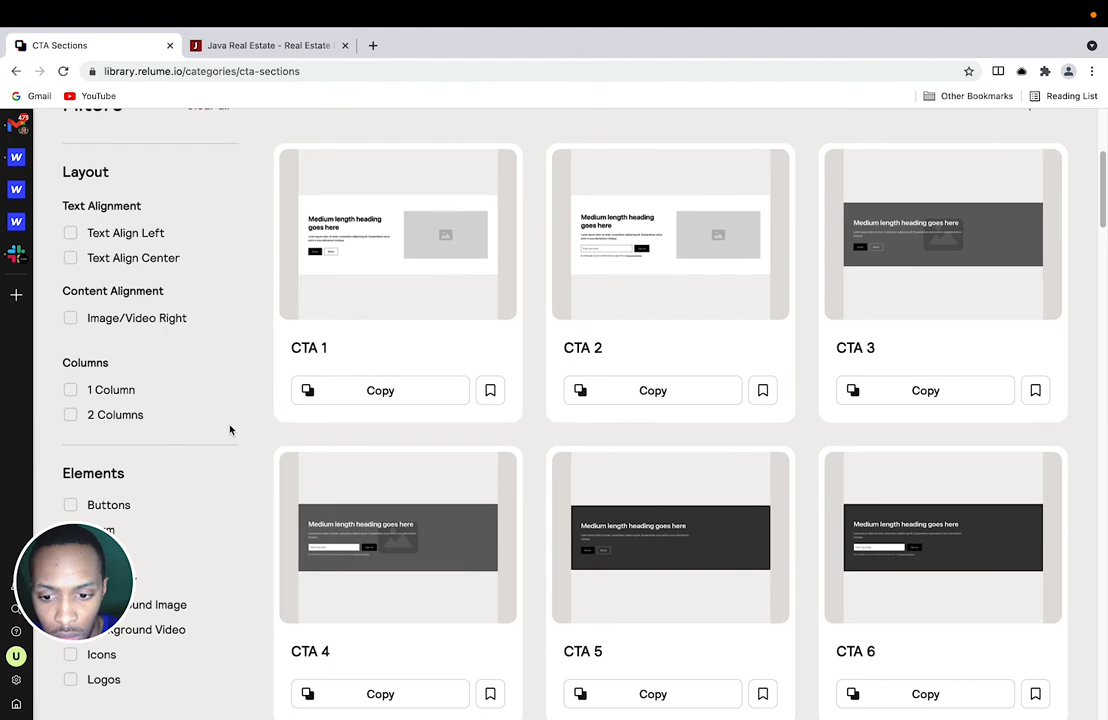 CTA Sections
Java Real Estate - Real Estate
library.relume.io/categories/cta-sections
Gmail
YouTube
Other Bookmarks
Reading List
475
Layout
Text Alignment
Text Align Left
Text Align Center
Content Alignment
Image/Video Right
Columns
1 Column
2 Columns
Elements
Buttons
Icons
Logos
U
Medium length heading
goes here
Medium length heading
goes here
Medium length heading goes here
CTA 1
CTA 2
CTA 3
Copy
Copy
Copy
Medium length heading goes here
Medium length heading goes here
Medium length heading goes here
CTA 4
CTA 5
CTA 6
Copy
Copy
Copy